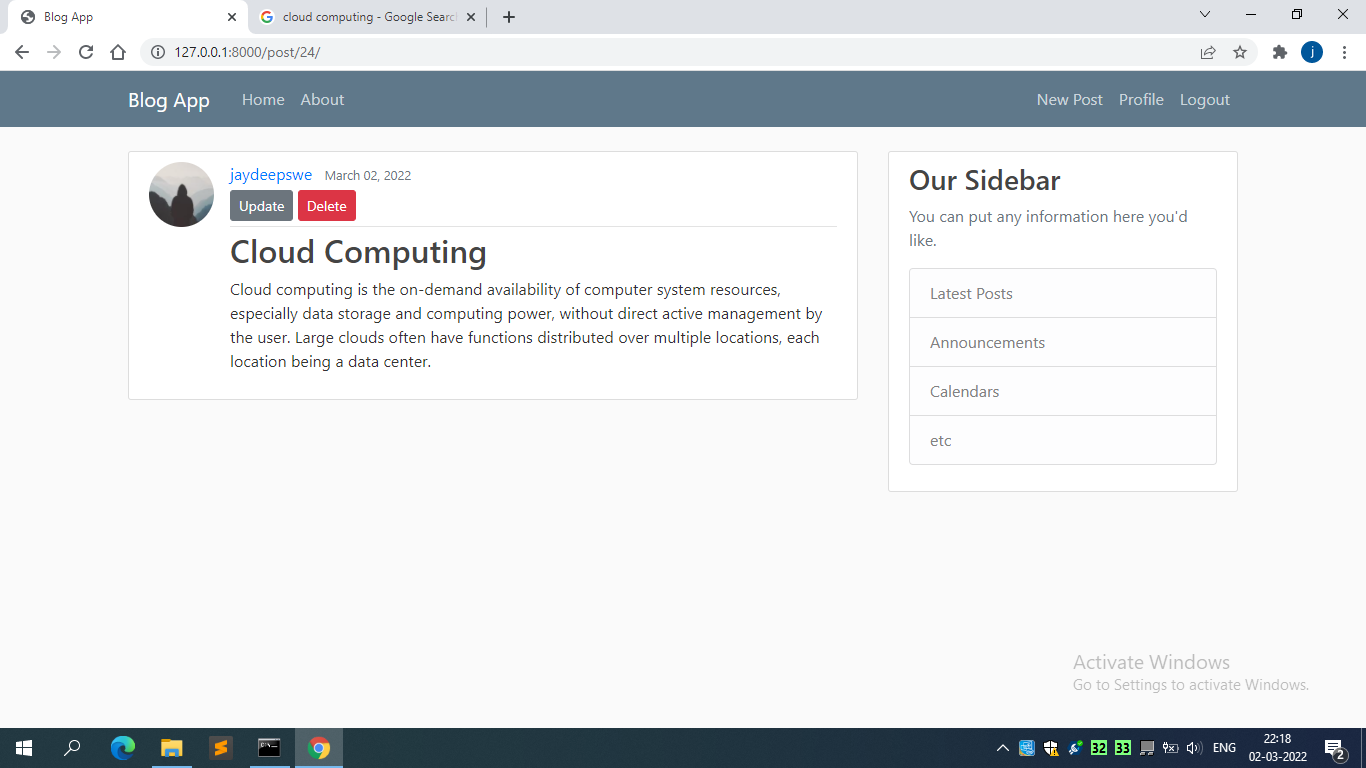 Blog App
cloud computing - Google Searc
127.0.0.1:8000/post/24/
j
Blog App Home About New Post Profile Logout
jaydeepswe March 02, 2022
Update Delete
Cloud Computing
Cloud computing is the on-demand availability of computer system resources,
especially data storage and computing power, without direct active management by
the user. Large clouds often have functions distributed over multiple locations, each
location being a data center.
Our Sidebar
You can put any information here you'd
like.
Latest Posts
Announcements
Calendars
etc
Activate Windows
Go to Settings to activate Windows.
32 33 ENG
22:18
02-03-2022
2